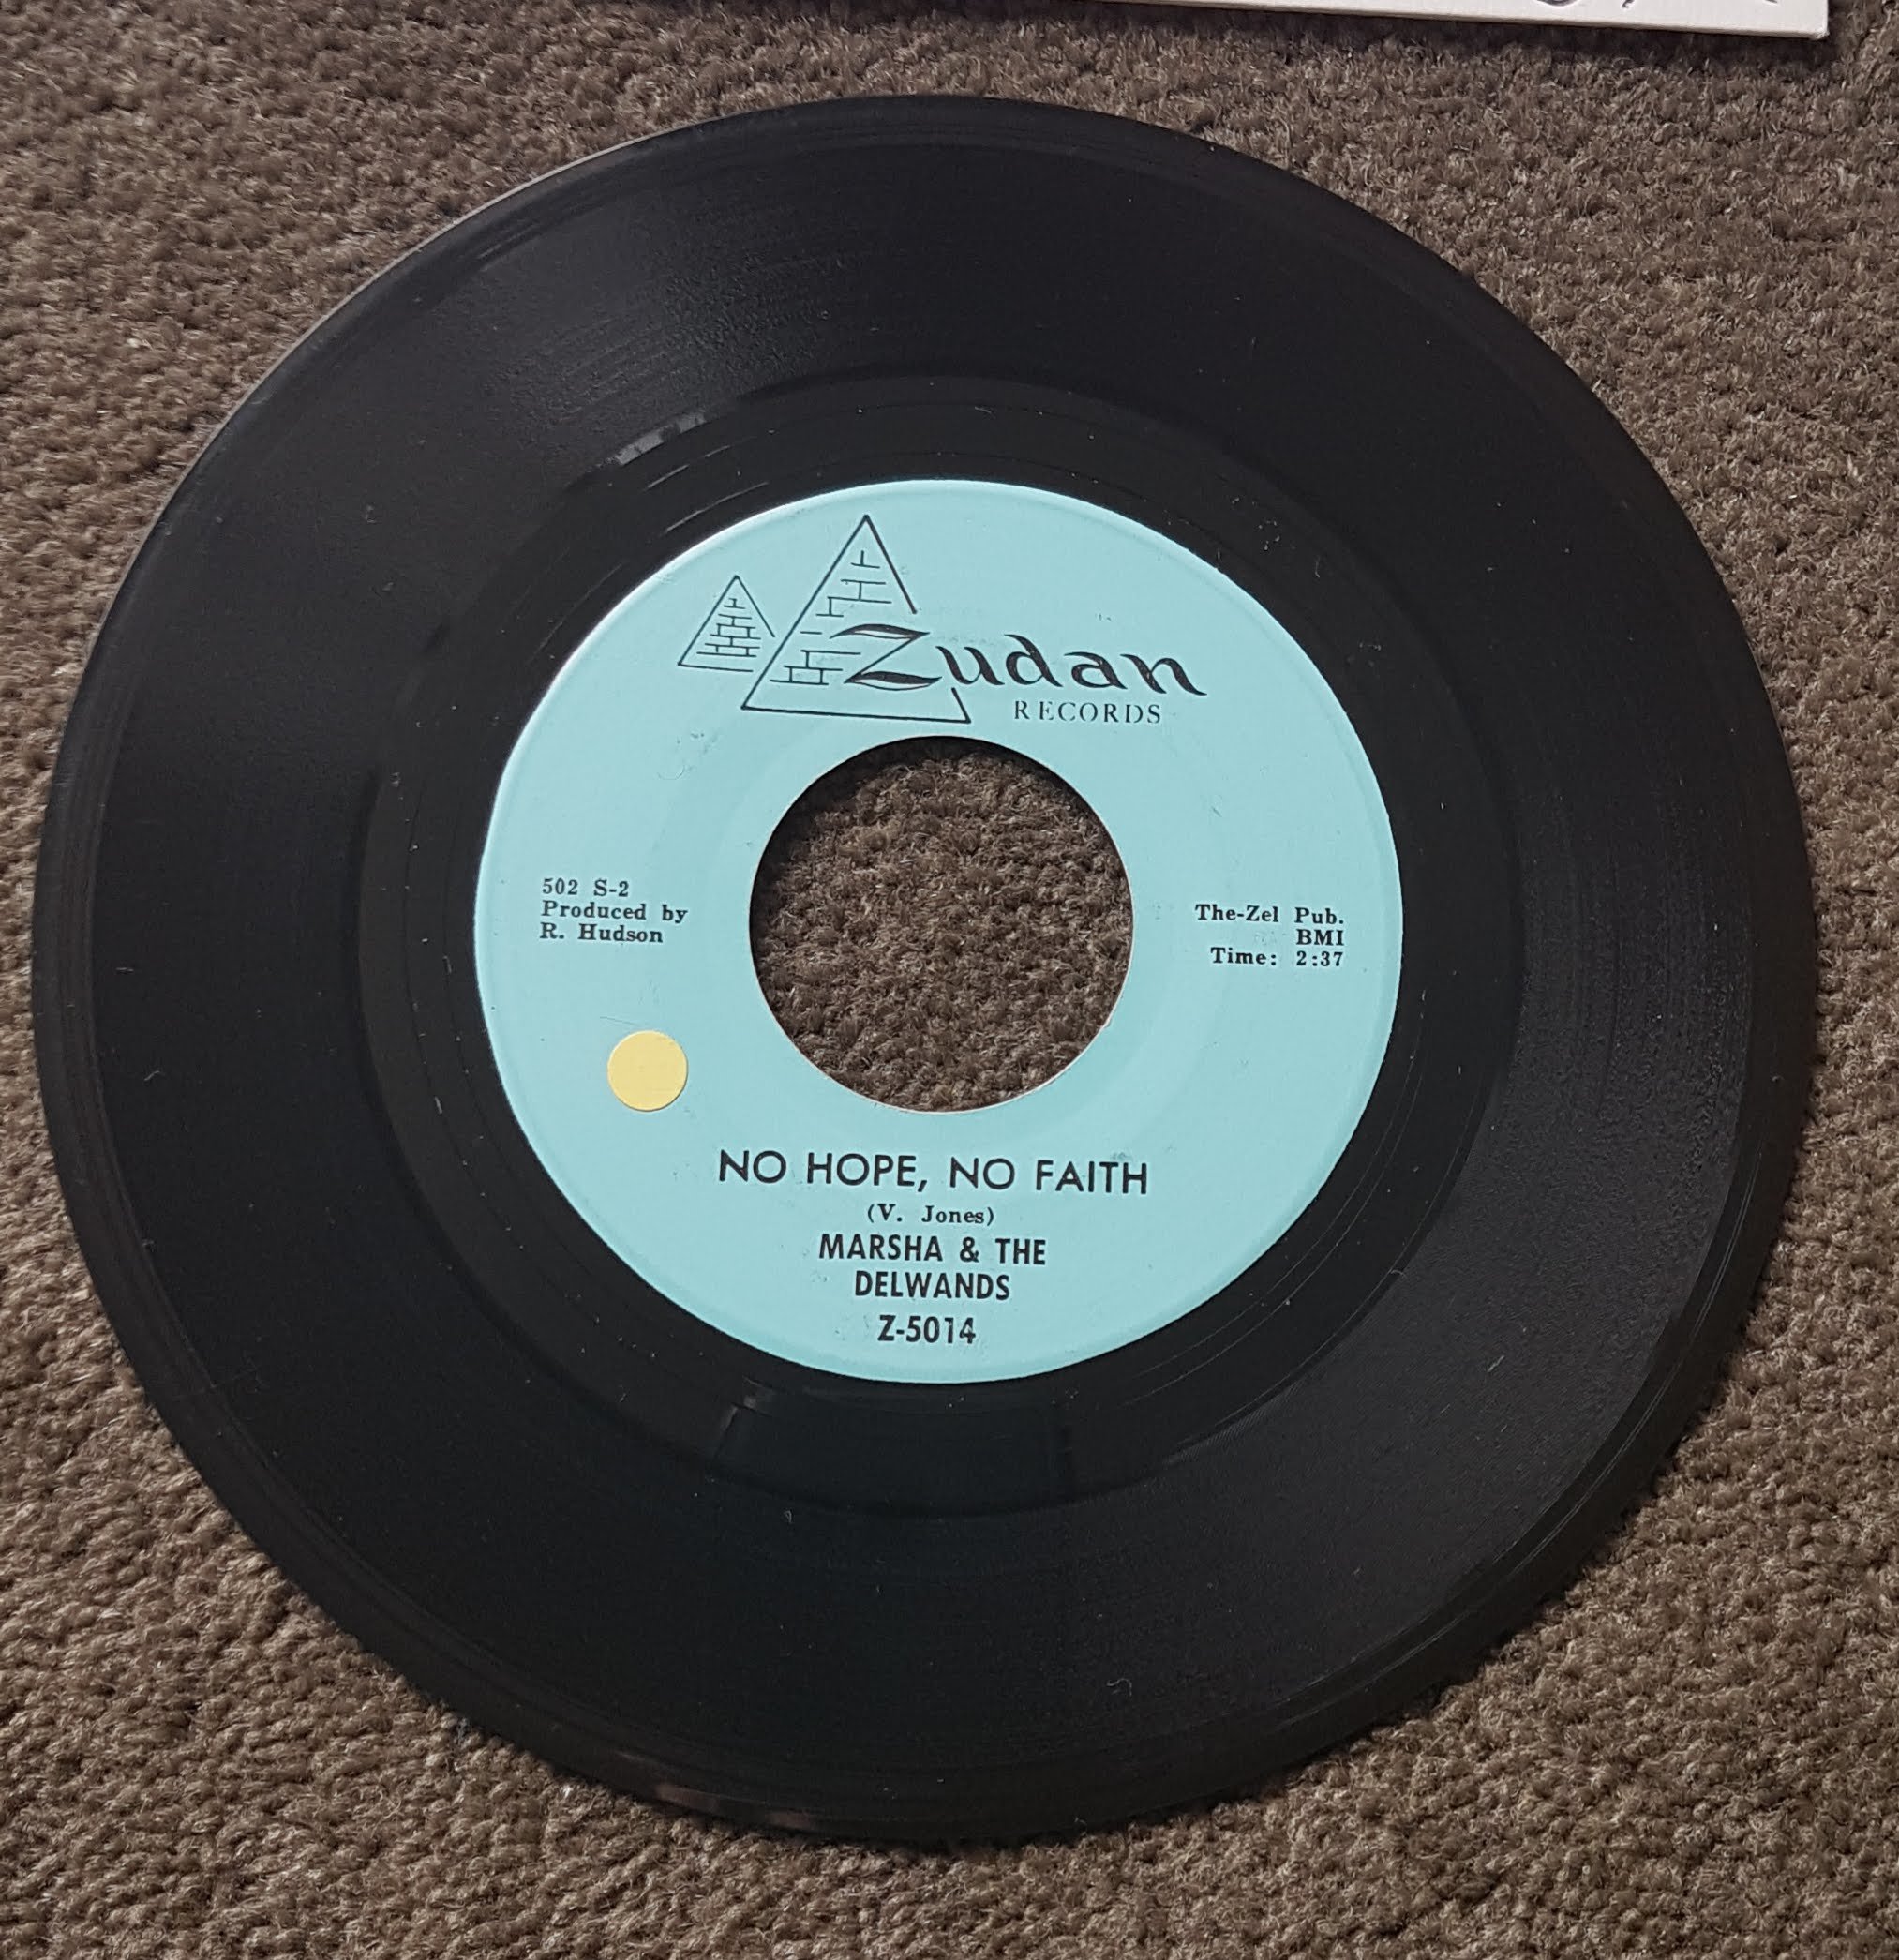 Zudan
RECORDS
502 S-2
Produced by
R. Hudson
The-Zel Pub.
BMI
Time: 2:37
NO HOPE, NO FAITH
(V. Jones)
MARSHA & THE
DELWANDS
Z-5014